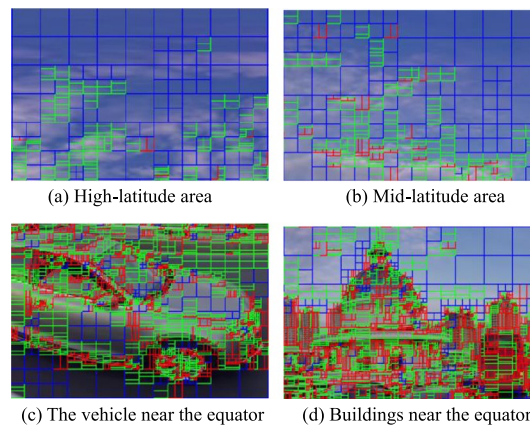 (a) High-latitude area
(b) Mid-latitude area
(c) The vehicle near the equator
(d) Buildings near the equator